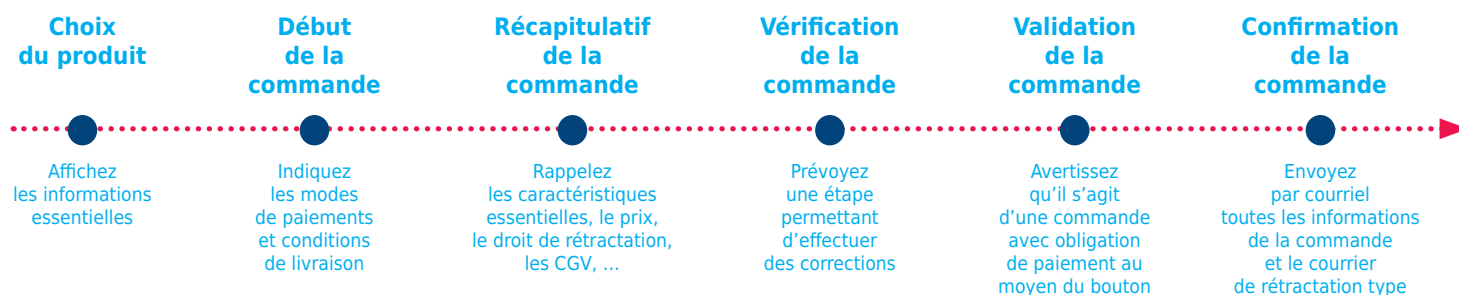 Choix
du produit
Début
de la
commande
Récapitulatif
de la
commande
Vérification
de la
commande
Validation
de la
commande
Confirmation
de la
commande
Affichez
les informations
essentielles
Indiquez
les modes
de paiements
et conditions
de livraison
Rappelez
les caractéristiques
essentielles, le prix,
le droit de rétractation,
les CGV, ...
Prévoyez
une étape
permettant
d’effectuer
des corrections
Avertissez
qu’il s’agit
d’une commande
avec obligation
de paiement au
moyen du bouton
Envoyez
par courriel
toutes les informations
de la commande
et le courrier
de rétractation type